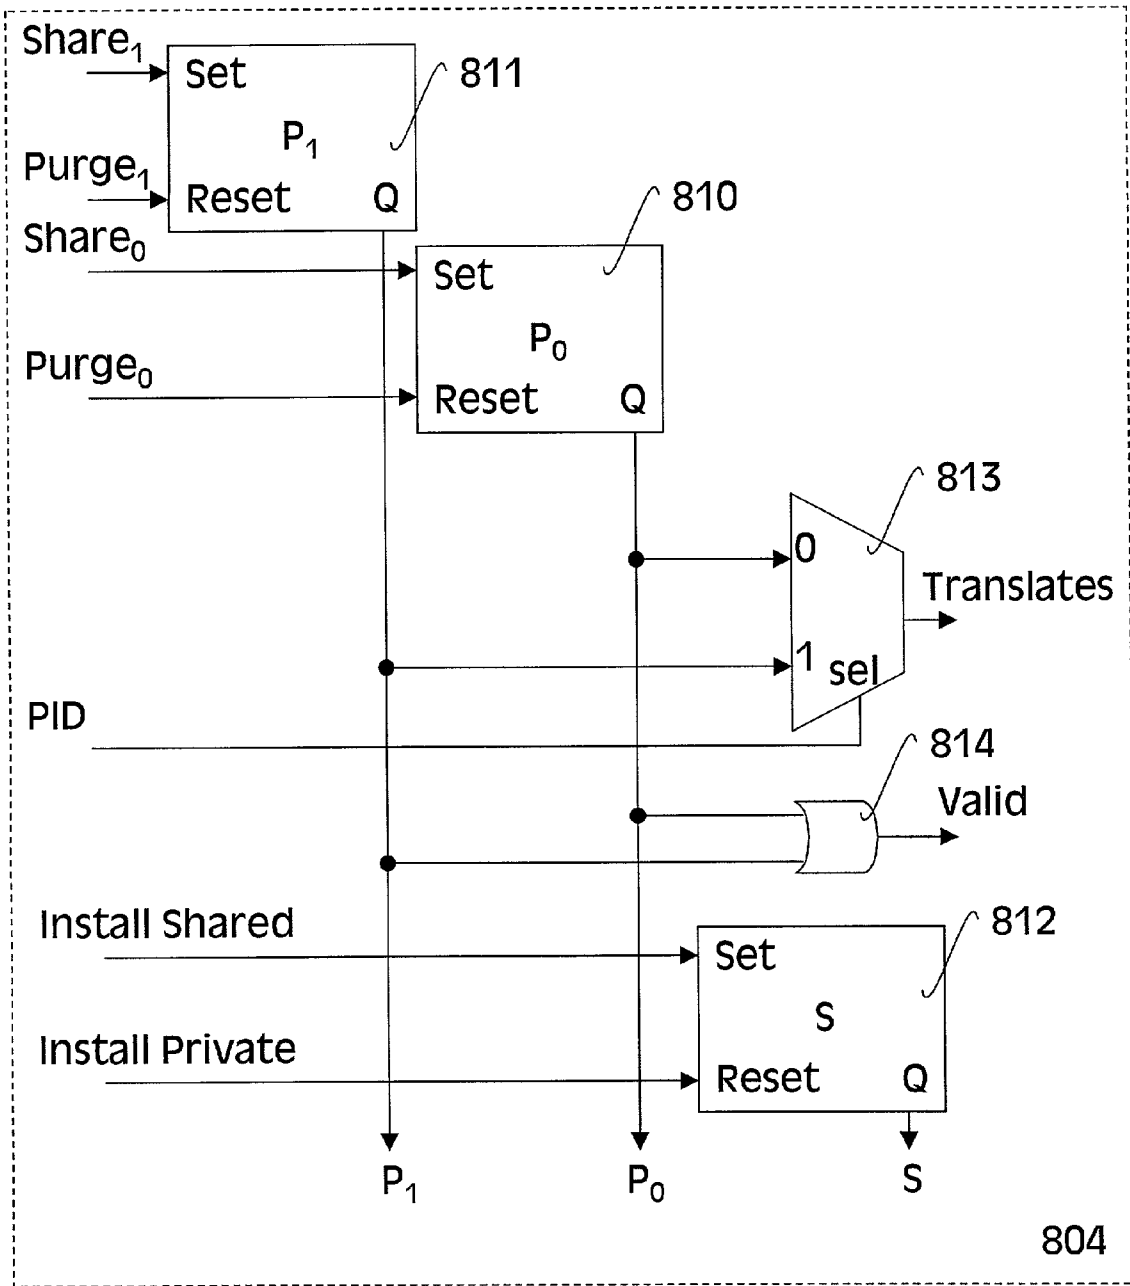 Share₁
Set
811
P₁
Purge₁
Reset Q
810
Share₀
Set
P₀
Purge₀
Reset Q
813
0
Translates
1 sel
PID
814
Valid
Install Shared
812
Set
S
Install Private
Reset Q
P₁ P₀ S
804